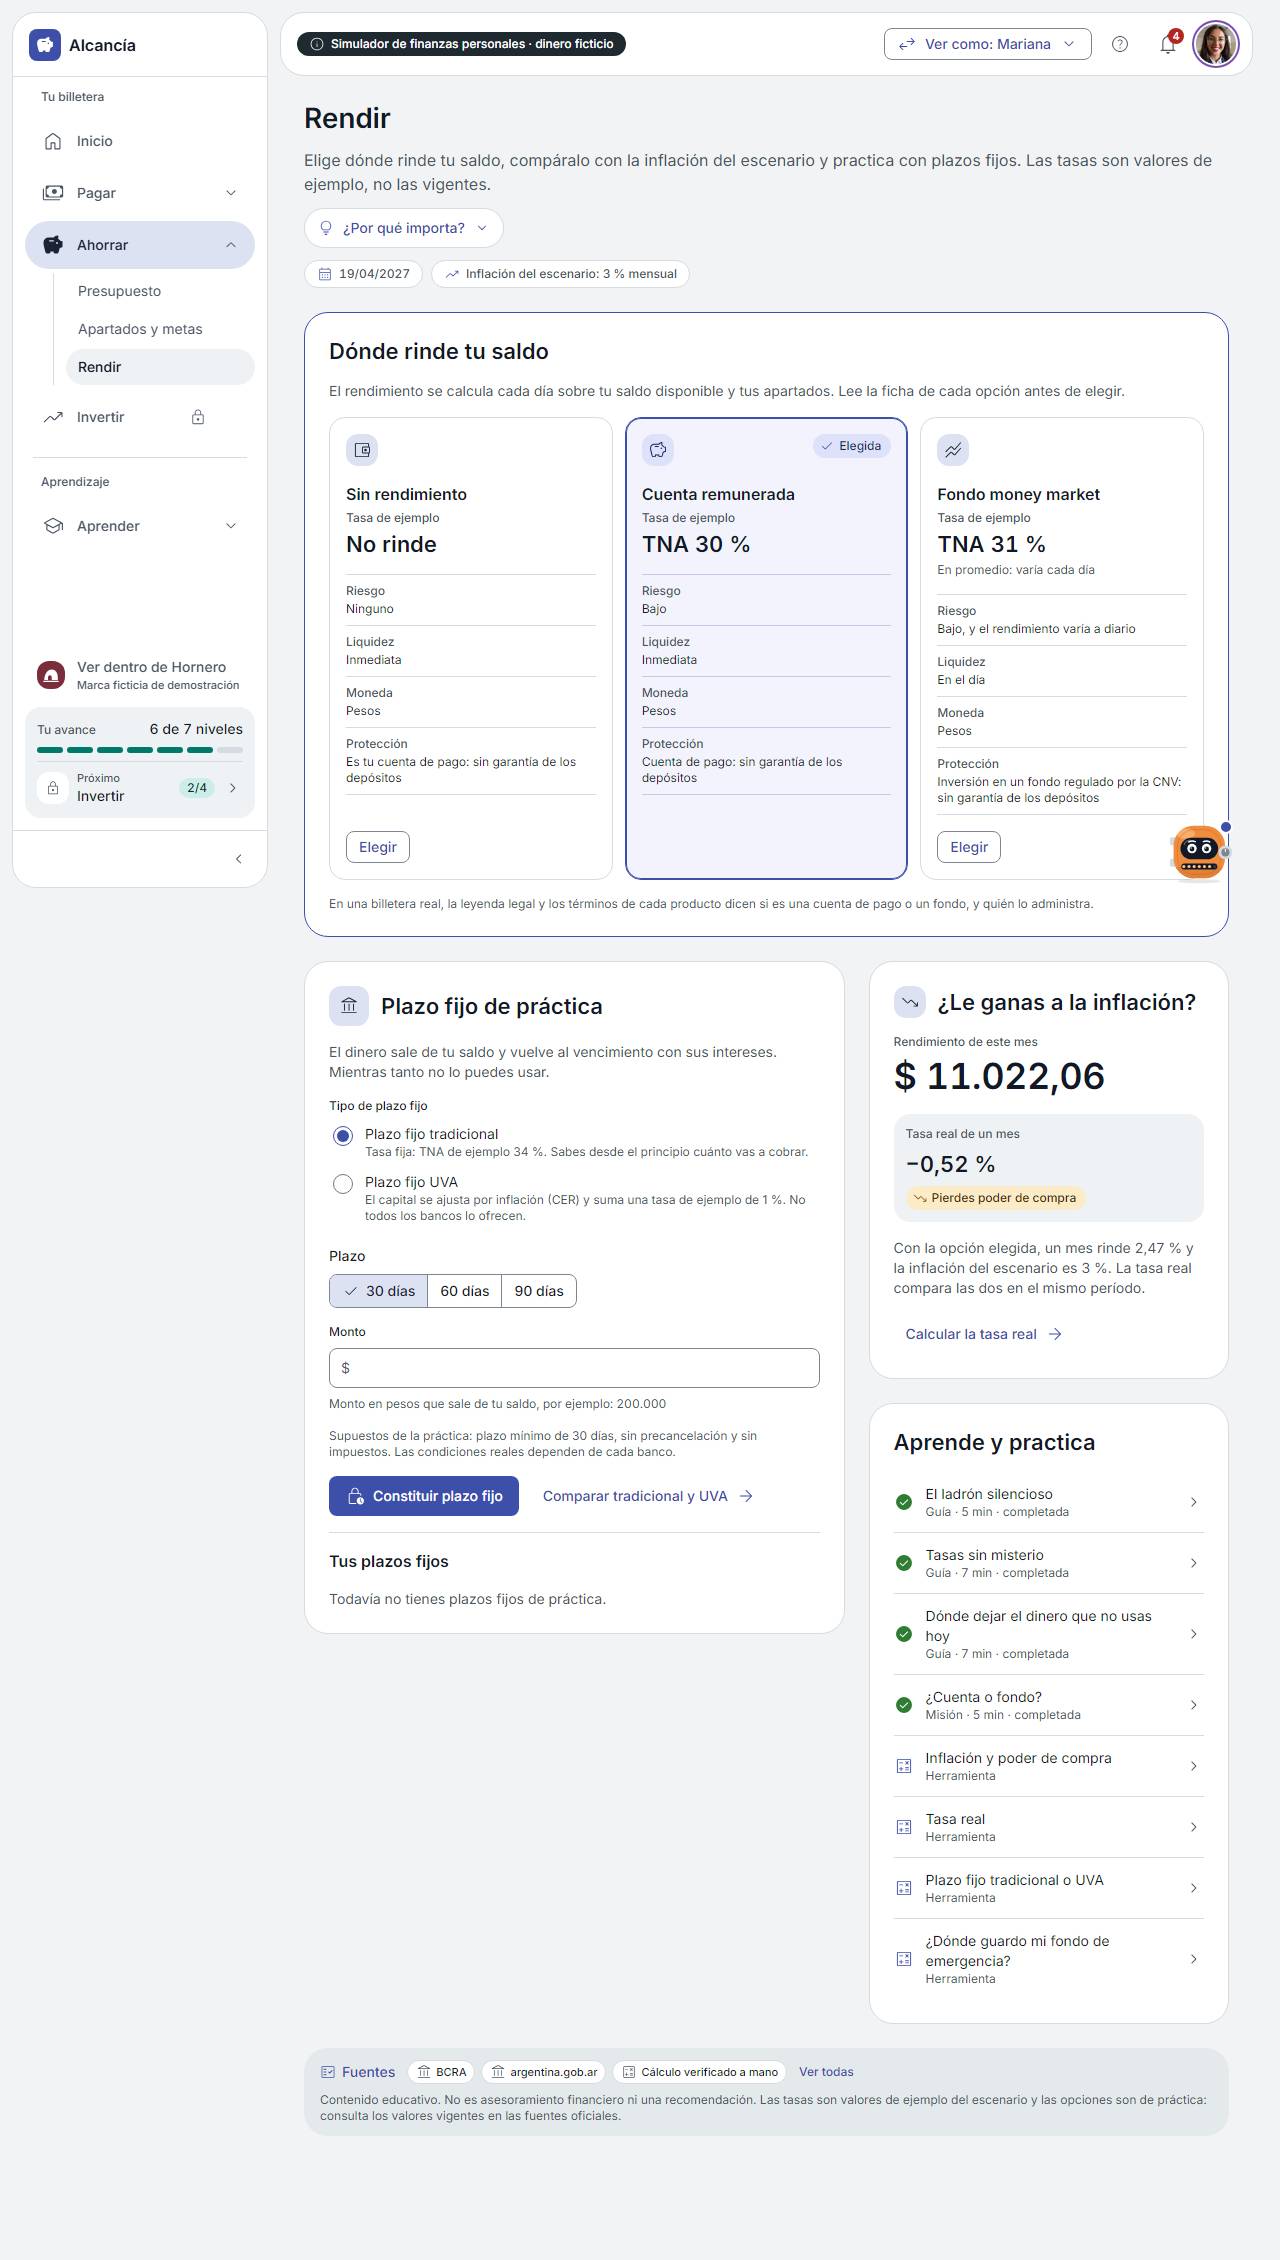 Alcancía
Tu billetera
Inicio
Pagar
Ahorrar
Presupuesto
Apartados y metas
Rendir
Invertir
Aprendizaje
Aprender
Ver dentro de Hornero
Marca ficticia de demostración
Tu avance
6 de 7 niveles
Próximo
Invertir
2/4
Simulador de finanzas personales · dinero ficticio
Ver como: Mariana
4
Rendir
Elige dónde rinde tu saldo, compáralo con la inflación del escenario y practica con plazos fijos. Las tasas son valores de
ejemplo, no las vigentes.
¿Por qué importa?
19/04/2027
Inflación del escenario: 3 % mensual
Dónde rinde tu saldo
El rendimiento se calcula cada día sobre tu saldo disponible y tus apartados. Lee la ficha de cada opción antes de elegir.
Sin rendimiento
Tasa de ejemplo
No rinde
Riesgo
Ninguno
Liquidez
Inmediata
Moneda
Pesos
Protección
Es tu cuenta de pago: sin garantía de los
depósitos
Elegir
Elegida
Cuenta remunerada
Tasa de ejemplo
TNA 30 %
Riesgo
Bajo
Liquidez
Inmediata
Moneda
Pesos
Protección
Cuenta de pago: sin garantía de los
depósitos
Fondo money market
Tasa de ejemplo
TNA 31 %
En promedio: varía cada día
Riesgo
Bajo, y el rendimiento varía a diario
Liquidez
En el día
Moneda
Pesos
Protección
Inversión en un fondo regulado por la CNV:
sin garantía de los depósitos
Elegir
En una billetera real, la leyenda legal y los términos de cada producto dicen si es una cuenta de pago o un fondo, y quién lo administra.
Plazo fijo de práctica
El dinero sale de tu saldo y vuelve al vencimiento con sus intereses.
Mientras tanto no lo puedes usar.
Tipo de plazo fijo
Plazo fijo tradicional
Tasa fija: TNA de ejemplo 34 %. Sabes desde el principio cuánto vas a cobrar.
Plazo fijo UVA
El capital se ajusta por inflación (CER) y suma una tasa de ejemplo de 1 %. No
todos los bancos lo ofrecen.
Plazo
30 días
60 días
90 días
Monto
$
Monto en pesos que sale de tu saldo, por ejemplo: 200.000
Supuestos de la práctica: plazo mínimo de 30 días, sin precancelación y sin
impuestos. Las condiciones reales dependen de cada banco.
Constituir plazo fijo
Comparar tradicional y UVA
Tus plazos fijos
Todavía no tienes plazos fijos de práctica.
¿Le ganas a la inflación?
Rendimiento de este mes
$ 11.022,06
Tasa real de un mes
−0,52 %
Pierdes poder de compra
Con la opción elegida, un mes rinde 2,47 % y
la inflación del escenario es 3 %. La tasa real
compara las dos en el mismo período.
Calcular la tasa real
Aprende y practica
El ladrón silencioso
Guía · 5 min · completada
Tasas sin misterio
Guía · 7 min · completada
Dónde dejar el dinero que no usas
hoy
Guía · 7 min · completada
¿Cuenta o fondo?
Misión · 5 min · completada
Inflación y poder de compra
Herramienta
Tasa real
Herramienta
Plazo fijo tradicional o UVA
Herramienta
¿Dónde guardo mi fondo de
emergencia?
Herramienta
Fuentes
BCRA
argentina.gob.ar
Cálculo verificado a mano
Ver todas
Contenido educativo. No es asesoramiento financiero ni una recomendación. Las tasas son valores de ejemplo del escenario y las opciones son de práctica:
consulta los valores vigentes en las fuentes oficiales.